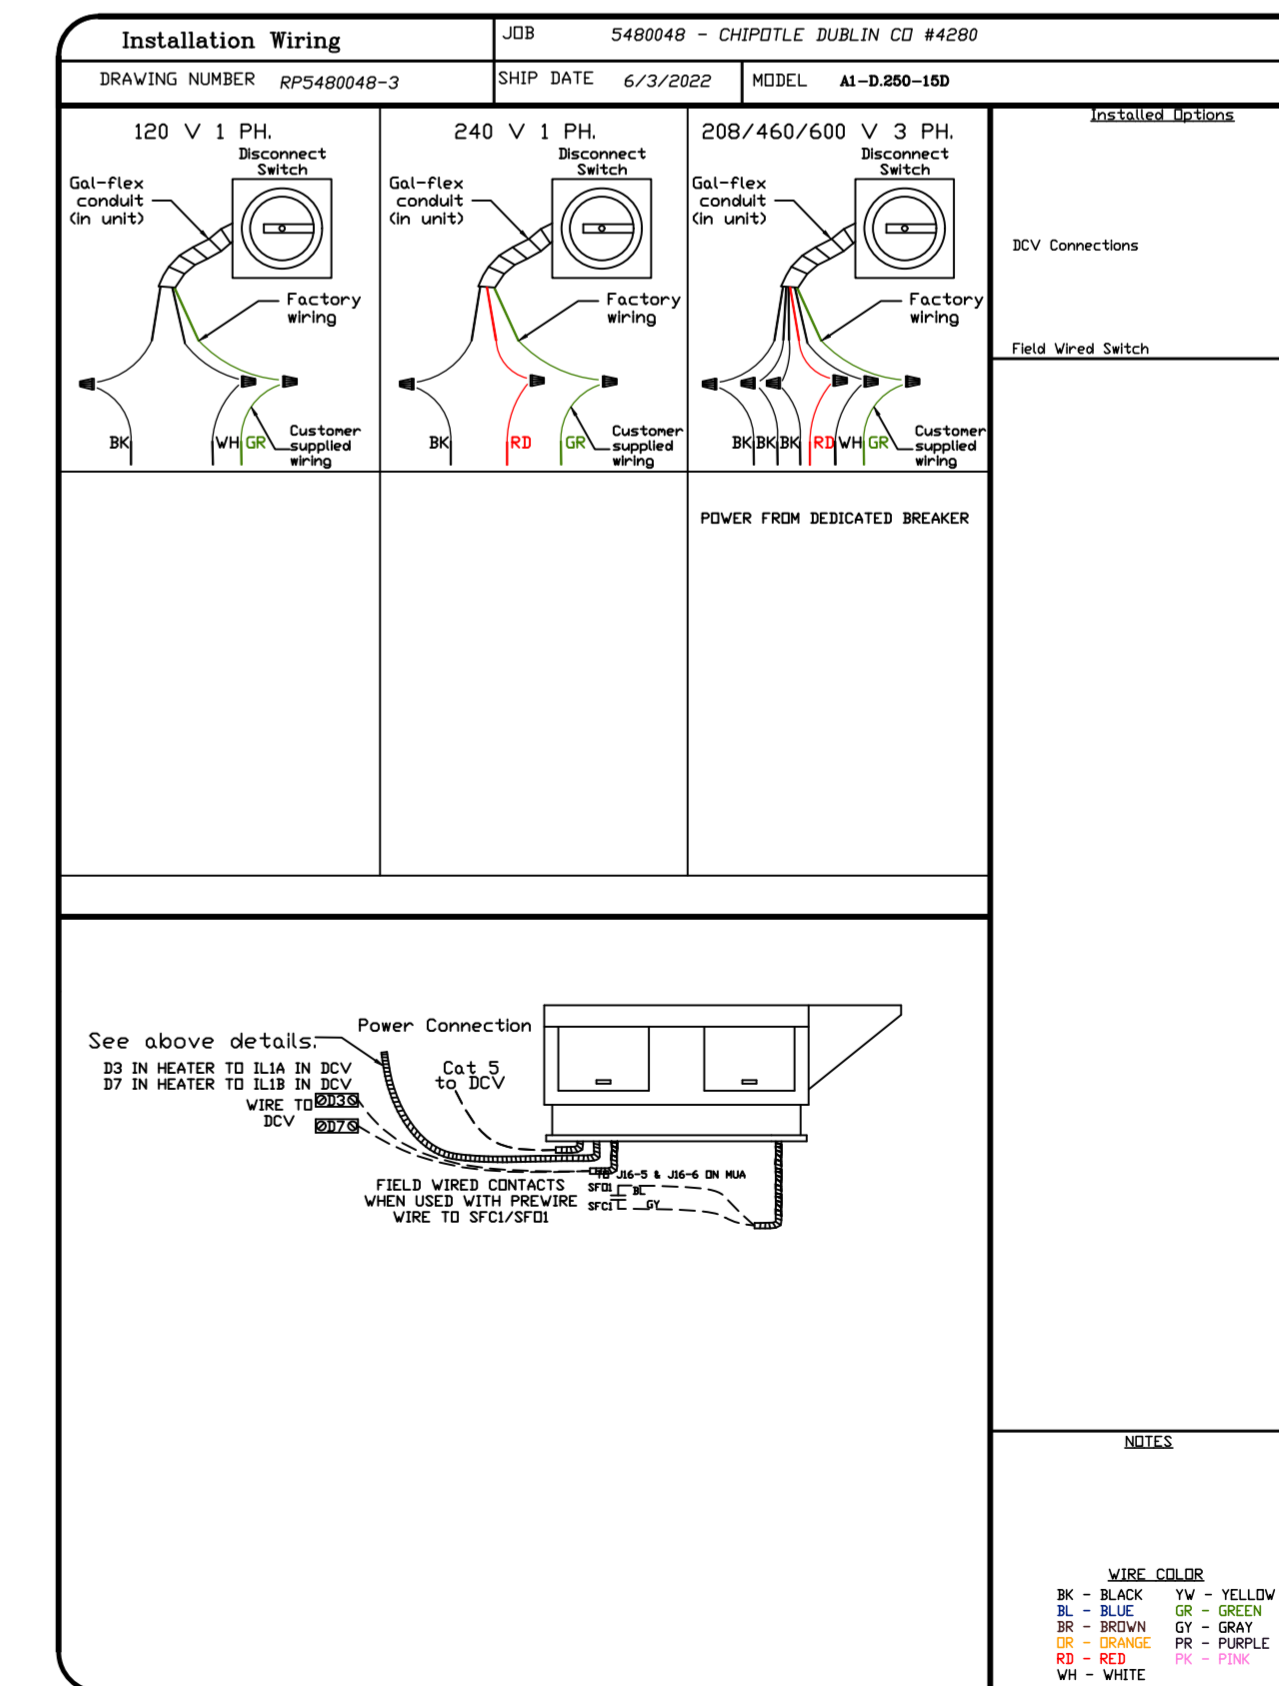 Installation Wiring
JOB 5480048 - CHIPOTLE DUBLIN CO #4280
DRAWING NUMBER RP5480048-3
SHIP DATE 6/3/2022
MODEL A1-D.250-15D
120 V 1 PH.
Disconnect
Switch
Gal-flex
conduit
(in unit)
Factory
wiring
BK WH GR
Customer
supplied
wiring
240 V 1 PH.
Disconnect
Switch
Gal-flex
conduit
(in unit)
Factory
wiring
BK RD GR
Customer
supplied
wiring
208/460/600 V 3 PH.
Disconnect
Switch
Gal-flex
conduit
(in unit)
Factory
wiring
BK BK BK RD WH GR
Customer
supplied
wiring
POWER FROM DEDICATED BREAKER
Installed Options
DCV Connections
Field Wired Switch
See above details.
Power Connection
D3 IN HEATER TO IL1A IN DCV
D7 IN HEATER TO IL1B IN DCV
WIRE TO
DCV
D3
D7
Cat 5
to DCV
TO J16-5 & J16-6 ON MUA
FIELD WIRED CONTACTS
WHEN USED WITH PREWIRE
WIRE TO SFC1/SFO1
SFO1 BL
SFC1 GY
NOTES
WIRE COLOR
BK - BLACK YW - YELLOW
BL - BLUE GR - GREEN
BR - BROWN GY - GRAY
OR - ORANGE PR - PURPLE
RD - RED PK - PINK
WH - WHITE